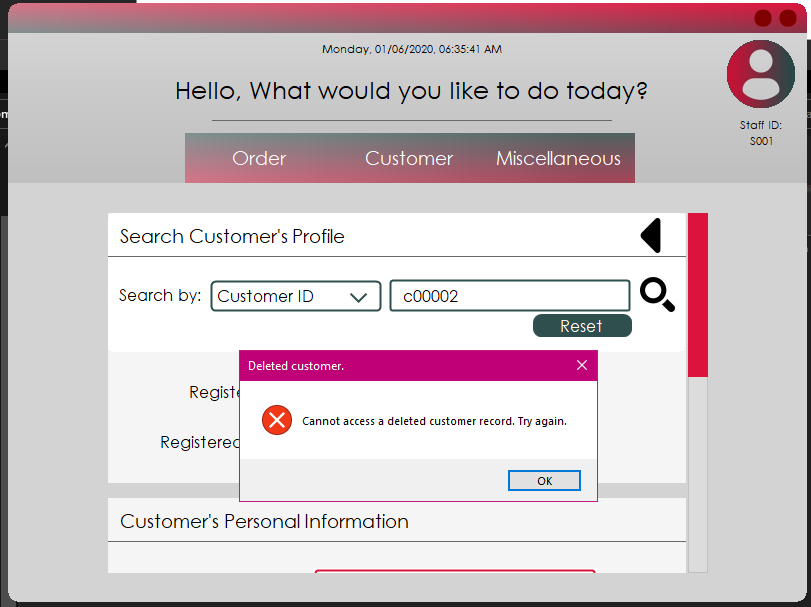 Monday, 01/06/2020, 06:35:41 AM
Hello, What would you like to do today?
Staff ID:
S001
Order Customer Miscellaneous
Search Customer's Profile
Search by: Customer ID c00002
Reset
Deleted customer.
Cannot access a deleted customer record. Try again.
OK
Registered
Customer's Personal Information